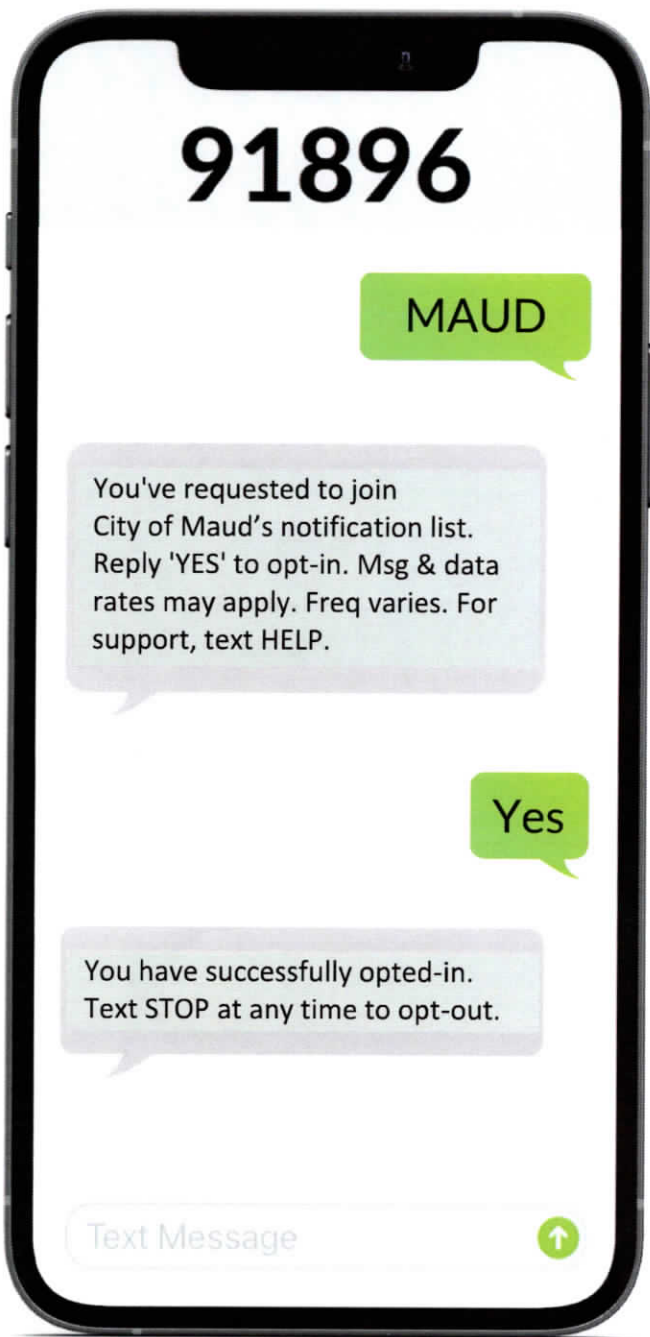 91896
MAUD
You've requested to join
City of Maud’s notification list.
Reply 'YES' to opt-in. Msg & data
rates may apply. Freq varies. For
support, text HELP.
Yes
You have successfully opted-in.
Text STOP at any time to opt-out.
Text Message